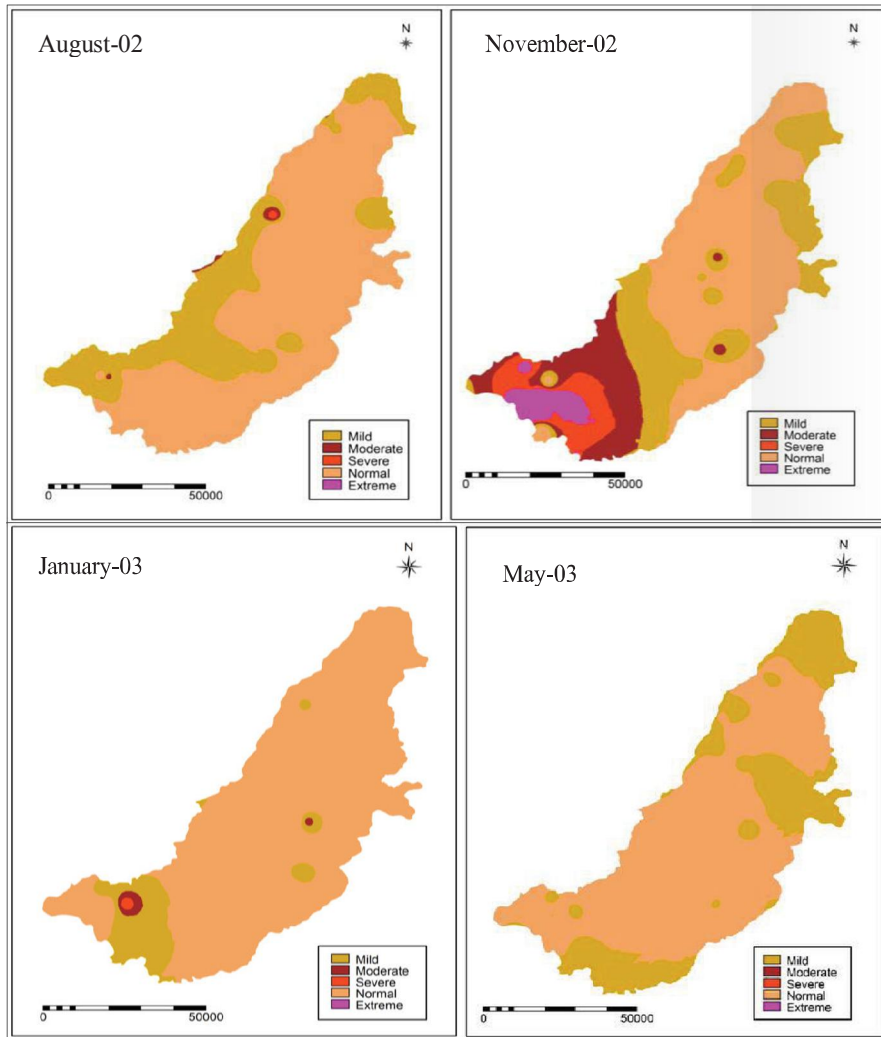 August-02
N
Mild
Moderate
Severe
Normal
Extreme
0 50000
November-02
N
Mild
Moderate
Severe
Normal
Extreme
0 50000
January-03
N
Mild
Moderate
Severe
Normal
Extreme
0 50000
May-03
N
Mild
Moderate
Severe
Normal
Extreme
0 50000